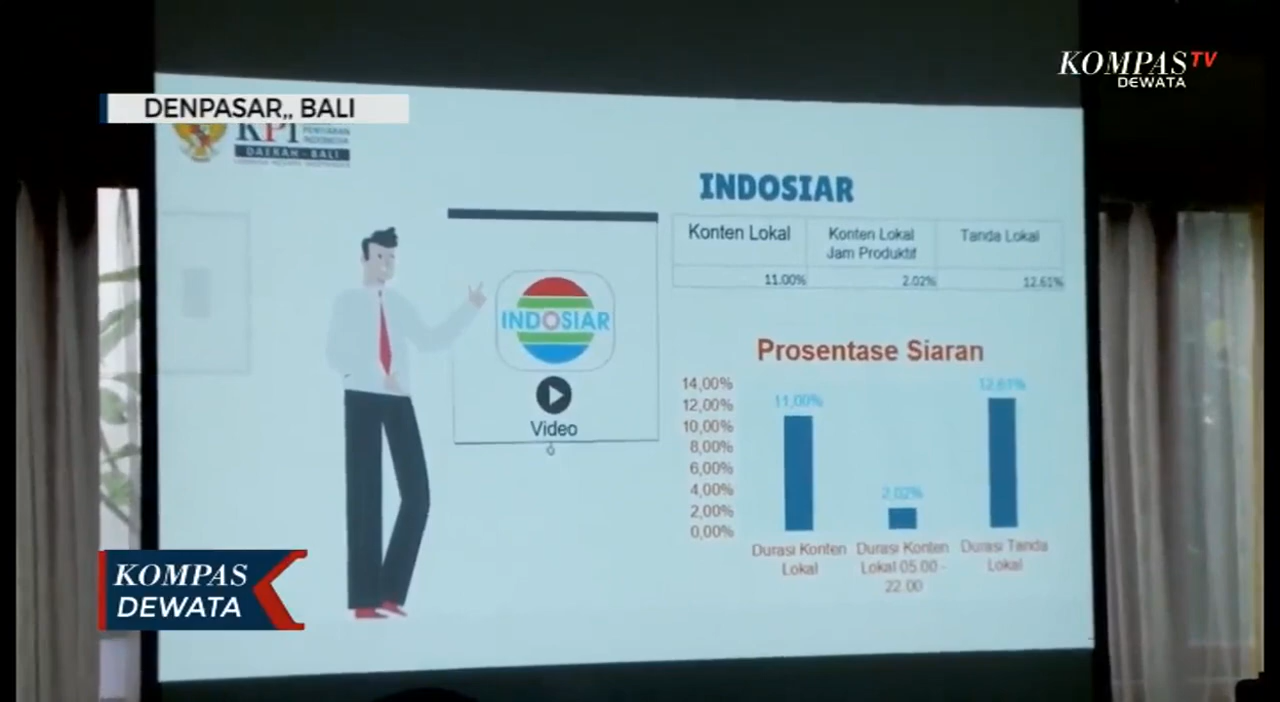 KOMPAS TV
DEWATA
DENPASAR,, BALI
KPI
PENYIARAN
INDONESIA
DAERAH - BALI
INDOSIAR
Konten Lokal
Konten Lokal
Jam Produktif
Tanda Lokal
11.00%
2.02%
12.61%
INDOSIAR
Video
Prosentase Siaran
14,00%
12,00%
10,00%
8,00%
6,00%
4,00%
2,00%
0,00%
11,00%
2,02%
12,61%
Durasi Konten
Lokal
Durasi Konten
Lokal 05.00 -
22.00
Durasi Tanda
Lokal
KOMPAS
DEWATA